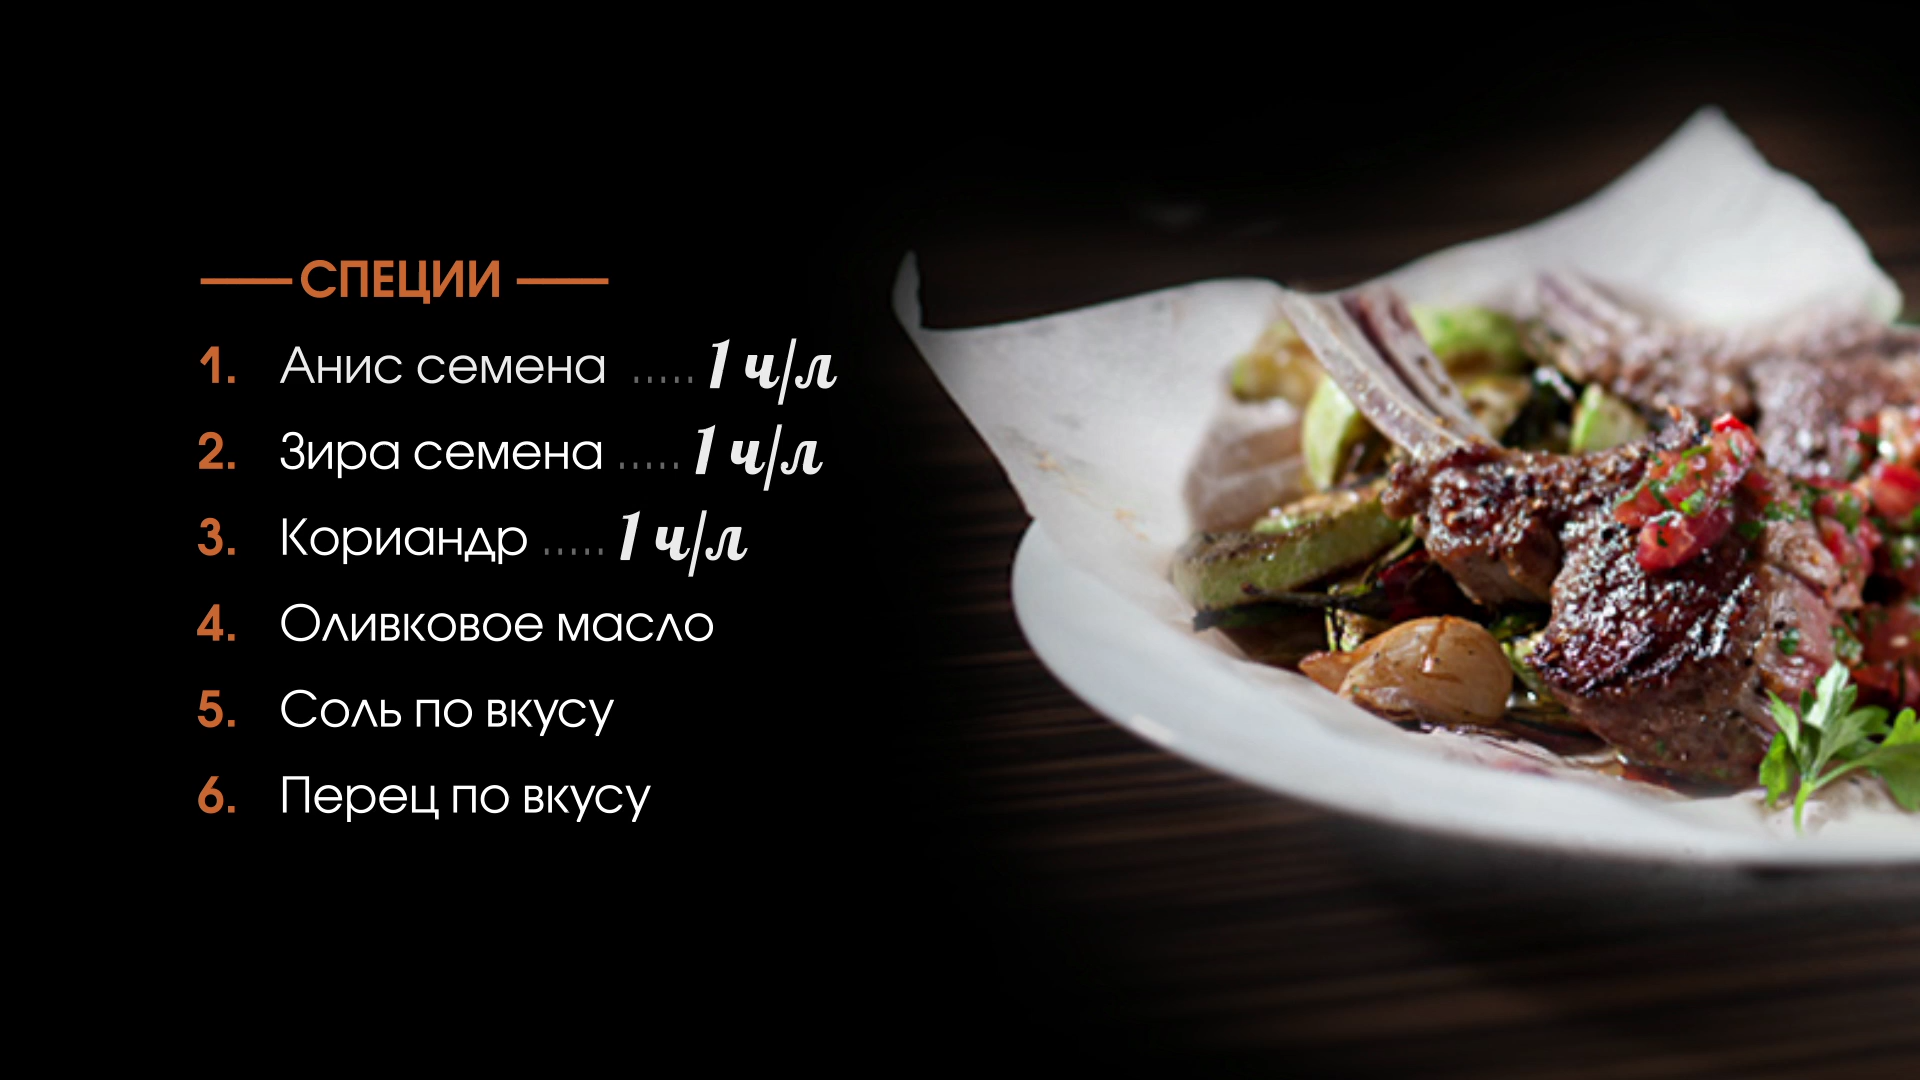 СПЕЦИИ
1. Анис семена ..... 1 ч/л
2. Зира семена ..... 1 ч/л
3. Кориандр ..... 1 ч/л
4. Оливковое масло
5. Соль по вкусу
6. Перец по вкусу